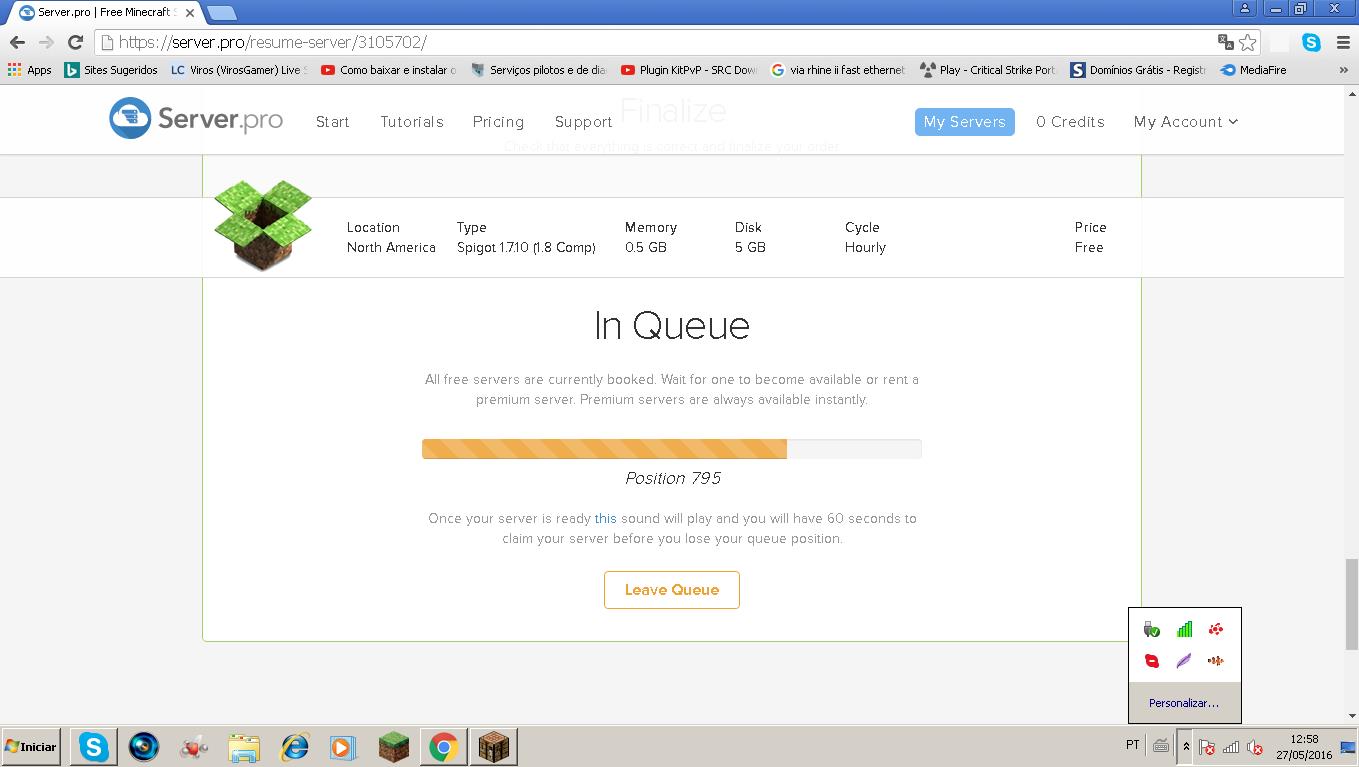 Server.pro | Free Minecraft S
https://server.pro/resume-server/3105702/
Apps
Sites Sugeridos
LC Viros (VirosGamer) Live S
Como baixar e instalar o
Serviços pilotos e de dia
Plugin KitPvP - SRC Dow
via rhine ii fast ethernet
Play - Critical Strike Port
Domínios Grátis - Registr
MediaFire
»
Server.pro
Start
Tutorials
Pricing
Support
My Servers
0 Credits
My Account
Finalize
Check that everything is correct and finalize your order
Location Type Memory Disk Cycle Price
North America Spigot 1.7.10 (1.8 Comp) 0.5 GB 5 GB Hourly Free
In Queue
All free servers are currently booked. Wait for one to become available or rent a
premium server. Premium servers are always available instantly.
Position 795
Once your server is ready this sound will play and you will have 60 seconds to
claim your server before you lose your queue position.
Leave Queue
Personalizar...
Iniciar
PT
12:58
27/05/2016